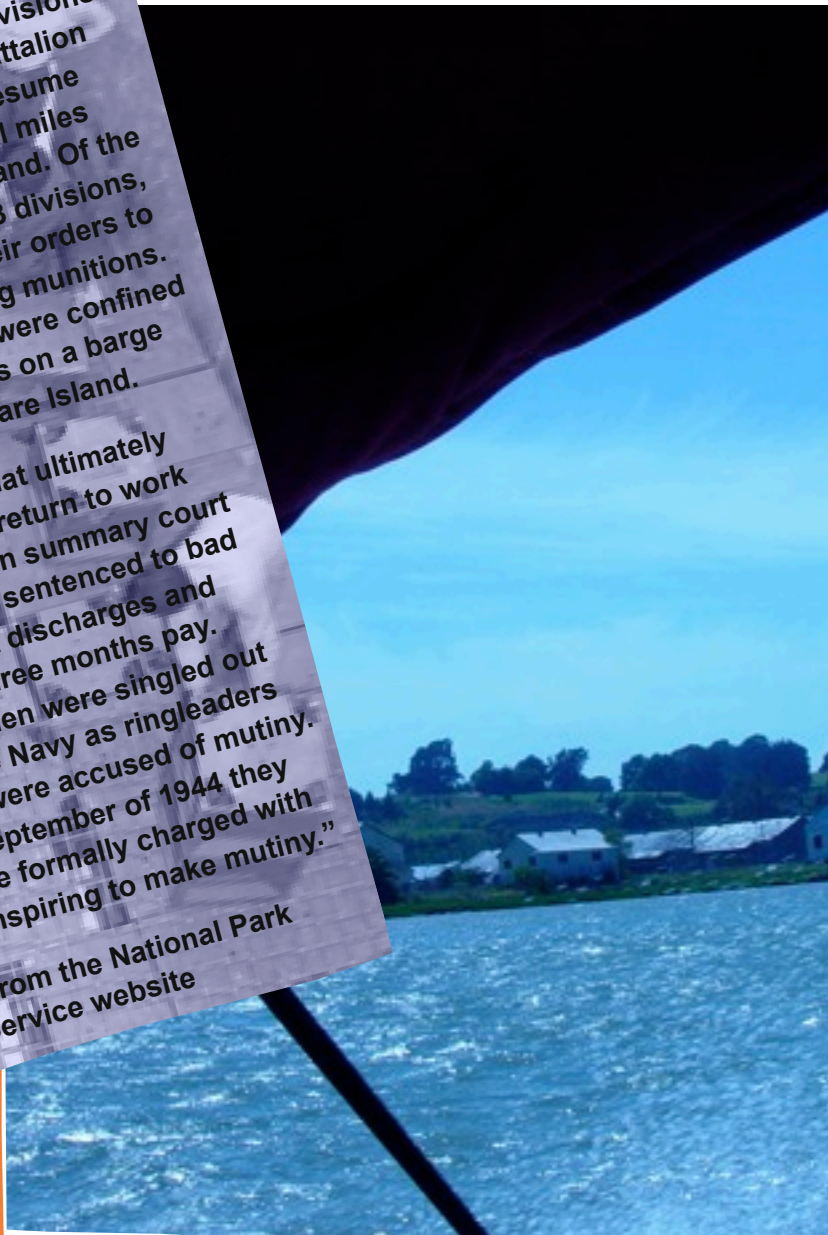 visions
ttalion
esume
l miles
and. Of the
divisions,
eir orders to
g munitions.
were confined
s on a barge
are Island.
at ultimately
return to work
n summary court
sentenced to bad
discharges and
ree months pay.
en were singled out
Navy as ringleaders
were accused of mutiny.
eptember of 1944 they
e formally charged with
nspiring to make mutiny.”
rom the National Park
ervice website